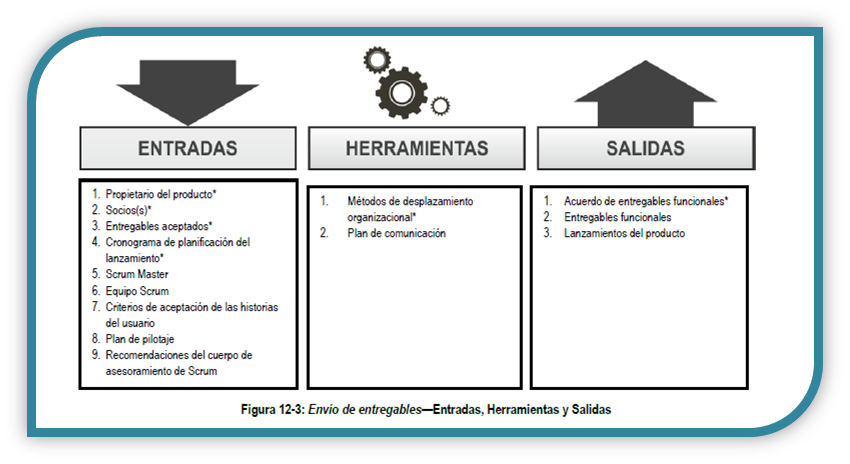 ENTRADAS
1. Propietario del producto*
2. Socios(s)*
3. Entregables aceptados*
4. Cronograma de planificación del
lanzamiento*
5. Scrum Master
6. Equipo Scrum
7. Criterios de aceptación de las historias
del usuario
8. Plan de pilotaje
9. Recomendaciones del cuerpo de
asesoramiento de Scrum
HERRAMIENTAS
1. Métodos de desplazamiento
organizacional*
2. Plan de comunicación
SALIDAS
1. Acuerdo de entregables funcionales*
2. Entregables funcionales
3. Lanzamientos del producto
Figura 12-3: Envío de entregables—Entradas, Herramientas y Salidas